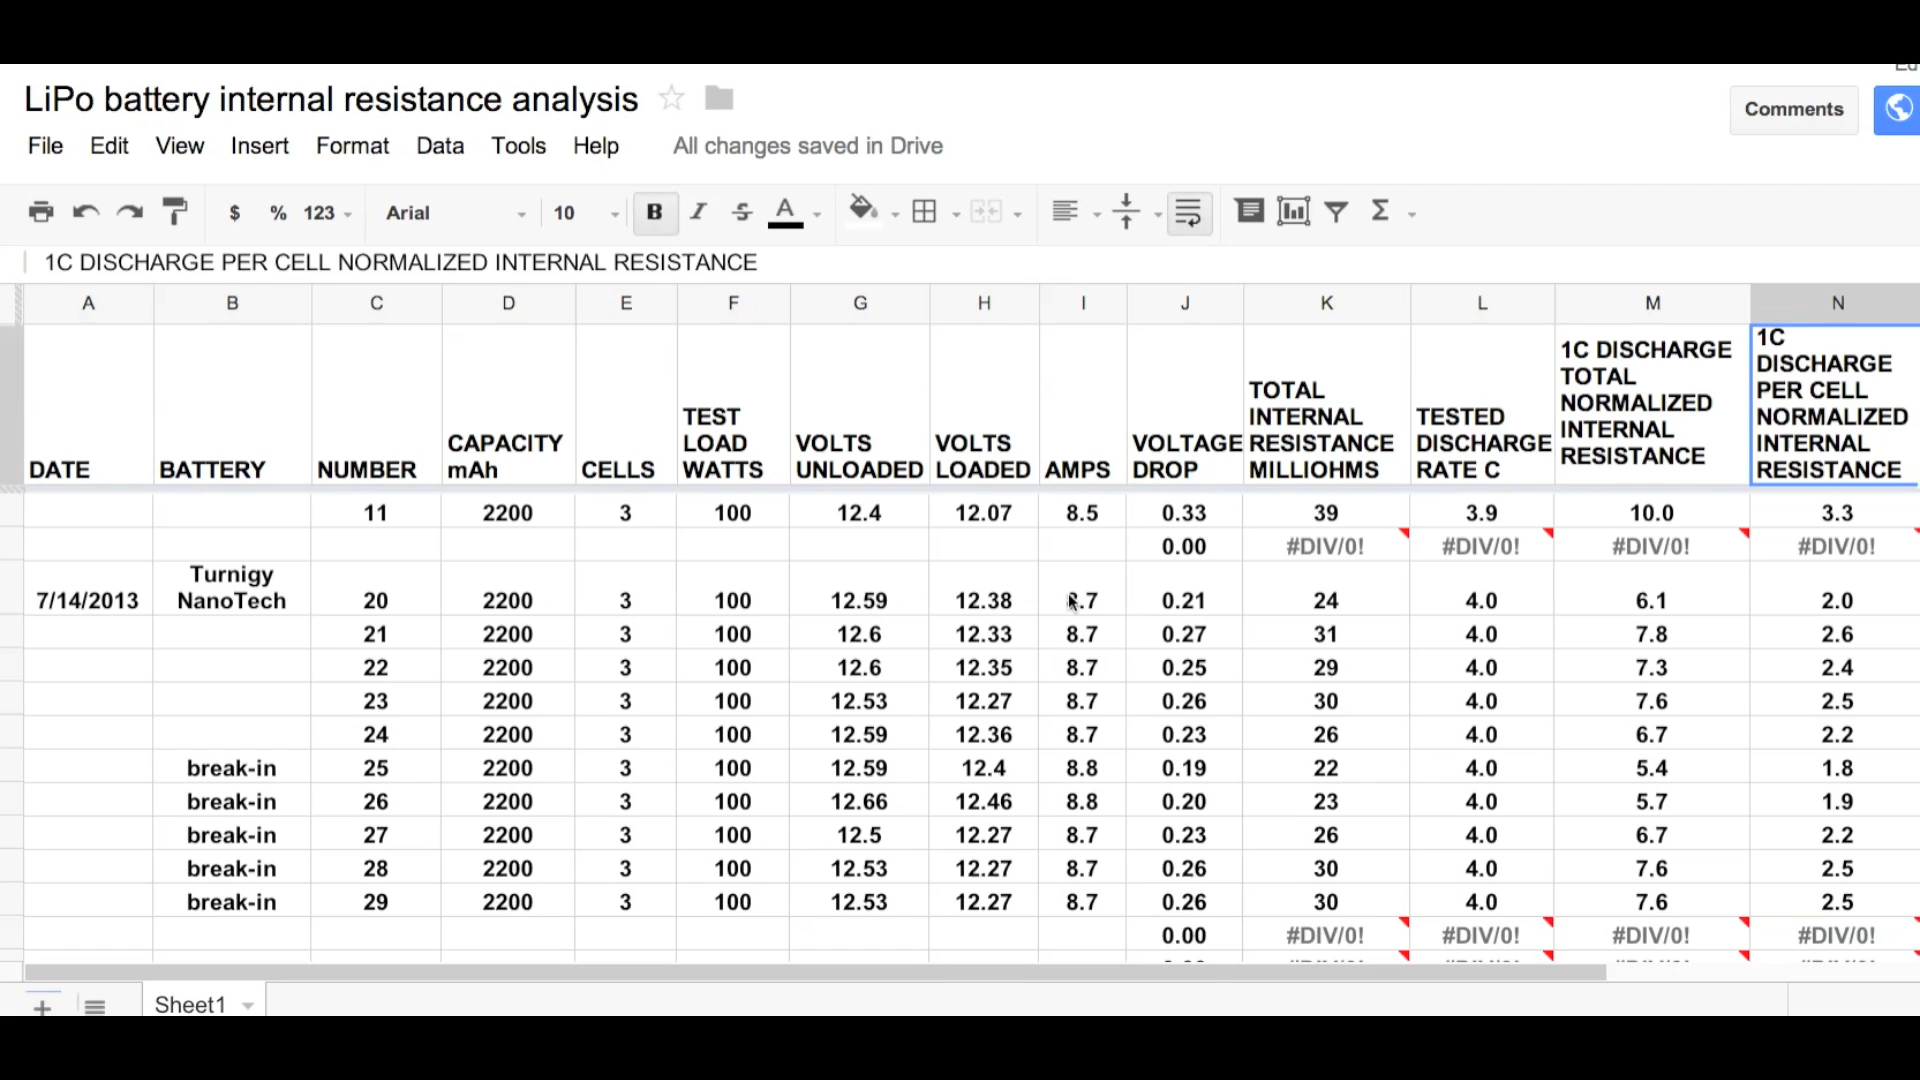 LiPo battery internal resistance analysis
Comments
File Edit View Insert Format Data Tools Help All changes saved in Drive
$ % 123 Arial 10 B I S A Σ
1C DISCHARGE PER CELL NORMALIZED INTERNAL RESISTANCE
A B C D E F G H I J K L M N
DATE
BATTERY
NUMBER
CAPACITY
mAh
CELLS
TEST
LOAD
WATTS
VOLTS
UNLOADED
VOLTS
LOADED
AMPS
VOLTAGE
DROP
TOTAL
INTERNAL
RESISTANCE
MILLIOHMS
TESTED
DISCHARGE
RATE C
1C DISCHARGE
TOTAL
NORMALIZED
INTERNAL
RESISTANCE
1C
DISCHARGE
PER CELL
NORMALIZED
INTERNAL
RESISTANCE
11 2200 3 100 12.4 12.07 8.5 0.33 39 3.9 10.0 3.3
0.00 #DIV/0! #DIV/0! #DIV/0! #DIV/0!
Turnigy
7/14/2013 NanoTech 20 2200 3 100 12.59 12.38 .7 0.21 24 4.0 6.1 2.0
21 2200 3 100 12.6 12.33 8.7 0.27 31 4.0 7.8 2.6
22 2200 3 100 12.6 12.35 8.7 0.25 29 4.0 7.3 2.4
23 2200 3 100 12.53 12.27 8.7 0.26 30 4.0 7.6 2.5
24 2200 3 100 12.59 12.36 8.7 0.23 26 4.0 6.7 2.2
break-in 25 2200 3 100 12.59 12.4 8.8 0.19 22 4.0 5.4 1.8
break-in 26 2200 3 100 12.66 12.46 8.8 0.20 23 4.0 5.7 1.9
break-in 27 2200 3 100 12.5 12.27 8.7 0.23 26 4.0 6.7 2.2
break-in 28 2200 3 100 12.53 12.27 8.7 0.26 30 4.0 7.6 2.5
break-in 29 2200 3 100 12.53 12.27 8.7 0.26 30 4.0 7.6 2.5
0.00 #DIV/0! #DIV/0! #DIV/0! #DIV/0!
Sheet1